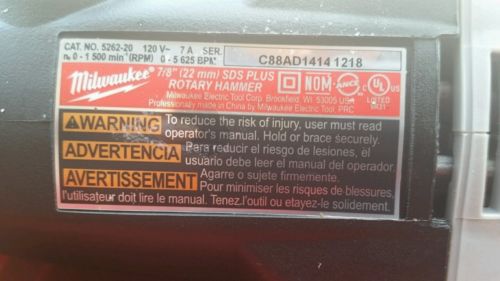 CAT. NO. 5262-20 120 V~ 7 A SER. C88AD1414 1218
n₀ 0 - 1 500 min⁻¹(RPM) 0 - 5 625 BPM
Milwaukee® 7/8" (22 mm) SDS PLUS
ROTARY HAMMER
NOM ANCE UL® LISTED
Milwaukee Electric Tool Corp. Brookfield, WI 53005 USA
Professionally made in China by Milwaukee Electric Tool PRC
WARNING To reduce the risk of injury, user must read
operator's manual. Hold or brace securely.
ADVERTENCIA Para reducir el riesgo de lesiones, el
usuario debe leer el manual del operador.
Agarre o sujete firmemente.
AVERTISSEMENT Pour minimiser les risques de blessures,
l'utilisateur doit lire le manuel. Tenez l'outil ou etayez-le solidement.